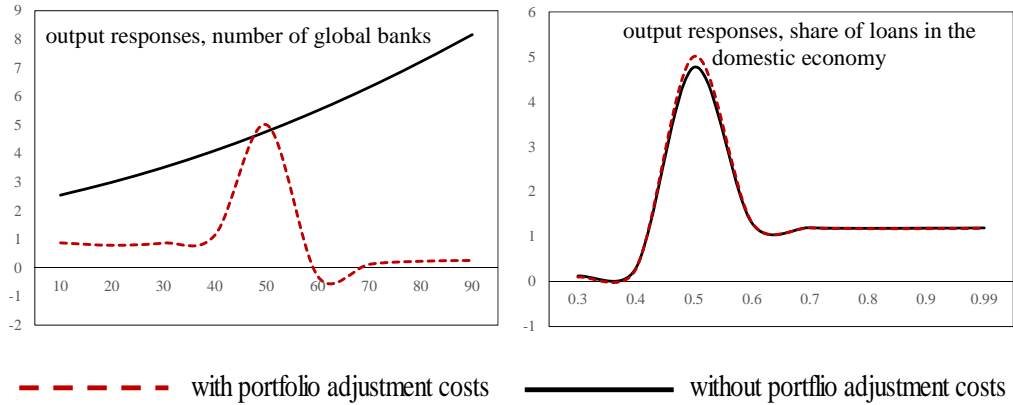 output responses, number of global banks
9
8
7
6
5
4
3
2
1
0
-1
-2
10 20 30 40 50 60 70 80 90
output responses, share of loans in the
domestic economy
6
5
4
3
2
1
0
-1
0.3 0.4 0.5 0.6 0.7 0.8 0.9 0.99
with portfolio adjustment costs
without portflio adjustment costs